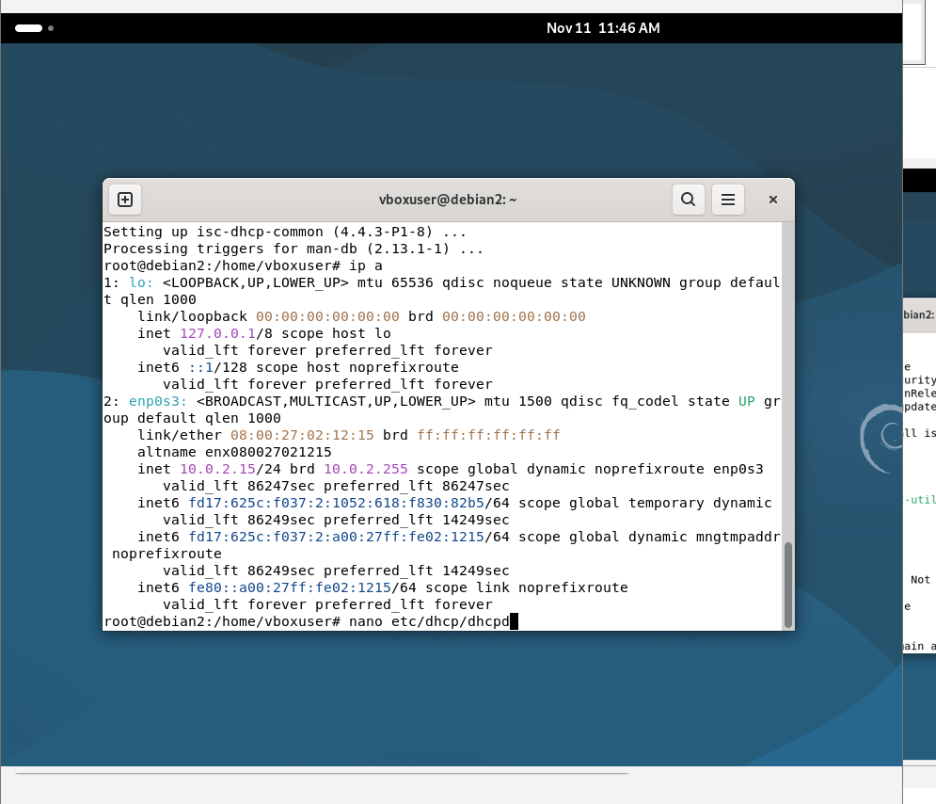 Nov 11 11:46 AM
vboxuser@debian2: ~
Setting up isc-dhcp-common (4.4.3-P1-8) ...
Processing triggers for man-db (2.13.1-1) ...
root@debian2:/home/vboxuser# ip a
1: lo: <LOOPBACK,UP,LOWER_UP> mtu 65536 qdisc noqueue state UNKNOWN group defaul
t qlen 1000
    link/loopback 00:00:00:00:00:00 brd 00:00:00:00:00:00
    inet 127.0.0.1/8 scope host lo
       valid_lft forever preferred_lft forever
    inet6 ::1/128 scope host noprefixroute
       valid_lft forever preferred_lft forever
2: enp0s3: <BROADCAST,MULTICAST,UP,LOWER_UP> mtu 1500 qdisc fq_codel state UP gr
oup default qlen 1000
    link/ether 08:00:27:02:12:15 brd ff:ff:ff:ff:ff:ff
    altname enx080027021215
    inet 10.0.2.15/24 brd 10.0.2.255 scope global dynamic noprefixroute enp0s3
       valid_lft 86247sec preferred_lft 86247sec
    inet6 fd17:625c:f037:2:1052:618:f830:82b5/64 scope global temporary dynamic
       valid_lft 86249sec preferred_lft 14249sec
    inet6 fd17:625c:f037:2:a00:27ff:fe02:1215/64 scope global dynamic mngtmpaddr
 noprefixroute
       valid_lft 86249sec preferred_lft 14249sec
    inet6 fe80::a00:27ff:fe02:1215/64 scope link noprefixroute
       valid_lft forever preferred_lft forever
root@debian2:/home/vboxuser# nano etc/dhcp/dhcpd
bian2:
e
urity
nRele
pdate
ll is
-util
Not
e
ain a